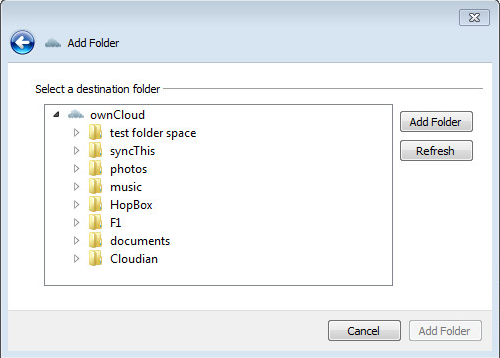 Add Folder
Select a destination folder
ownCloud
test folder space
syncThis
photos
music
HopBox
F1
documents
Cloudian
Add Folder
Refresh
Cancel
Add Folder